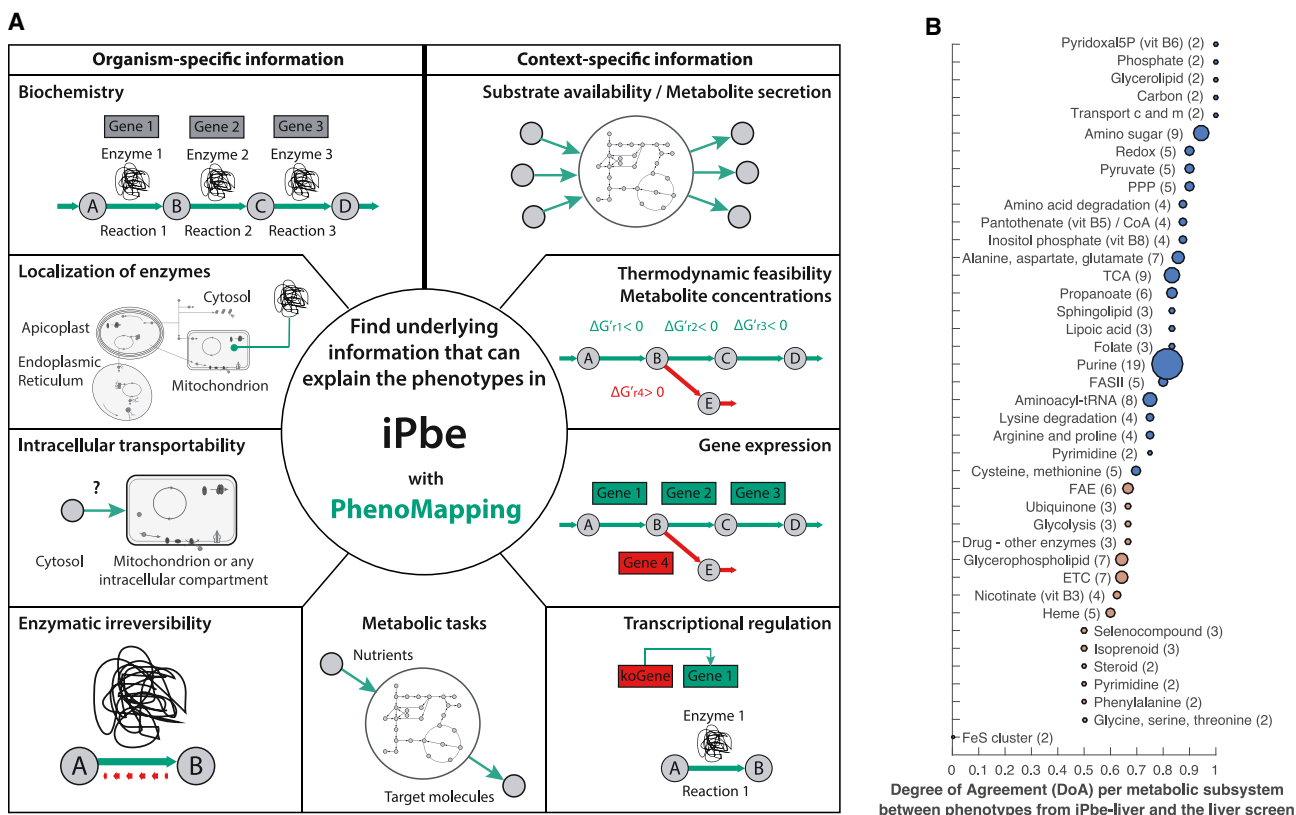 A
Organism-specific information
Context-specific information
Biochemistry
Gene 1
Gene 2
Gene 3
Enzyme 1
Enzyme 2
Enzyme 3
A
B
C
D
Reaction 1
Reaction 2
Reaction 3
Substrate availability / Metabolite secretion
Localization of enzymes
Cytosol
Apicoplast
Endoplasmic
Reticulum
Mitochondrion
Thermodynamic feasibility
Metabolite concentrations
ΔG'r1< 0
ΔG'r2< 0
ΔG'r3< 0
A
B
C
D
ΔG'r4> 0
E
Find underlying
information that can
explain the phenotypes in
iPbe
with
PhenoMapping
Intracellular transportability
?
Cytosol
Mitochondrion or any
intracellular compartment
Gene expression
Gene 1
Gene 2
Gene 3
A
B
C
D
Gene 4
E
Enzymatic irreversibility
A
B
Metabolic tasks
Nutrients
Target molecules
Transcriptional regulation
koGene
Gene 1
Enzyme 1
A
B
Reaction 1
B
Pyridoxal5P (vit B6) (2)
Phosphate (2)
Glycerolipid (2)
Carbon (2)
Transport c and m (2)
Amino sugar (9)
Redox (5)
Pyruvate (5)
PPP (5)
Amino acid degradation (4)
Pantothenate (vit B5) / CoA (4)
Inositol phosphate (vit B8) (4)
Alanine, aspartate, glutamate (7)
TCA (9)
Propanoate (6)
Sphingolipid (3)
Lipoic acid (3)
Folate (3)
Purine (19)
FASII (5)
Aminoacyl-tRNA (8)
Lysine degradation (4)
Arginine and proline (4)
Pyrimidine (2)
Cysteine, methionine (5)
FAE (6)
Ubiquinone (3)
Glycolysis (3)
Drug - other enzymes (3)
Glycerophospholipid (7)
ETC (7)
Nicotinate (vit B3) (4)
Heme (5)
Selenocompound (3)
Isoprenoid (3)
Steroid (2)
Pyrimidine (2)
Phenylalanine (2)
Glycine, serine, threonine (2)
FeS cluster (2)
0 0.1 0.2 0.3 0.4 0.5 0.6 0.7 0.8 0.9 1
Degree of Agreement (DoA) per metabolic subsystem
between phenotypes from iPbe-liver and the liver screen